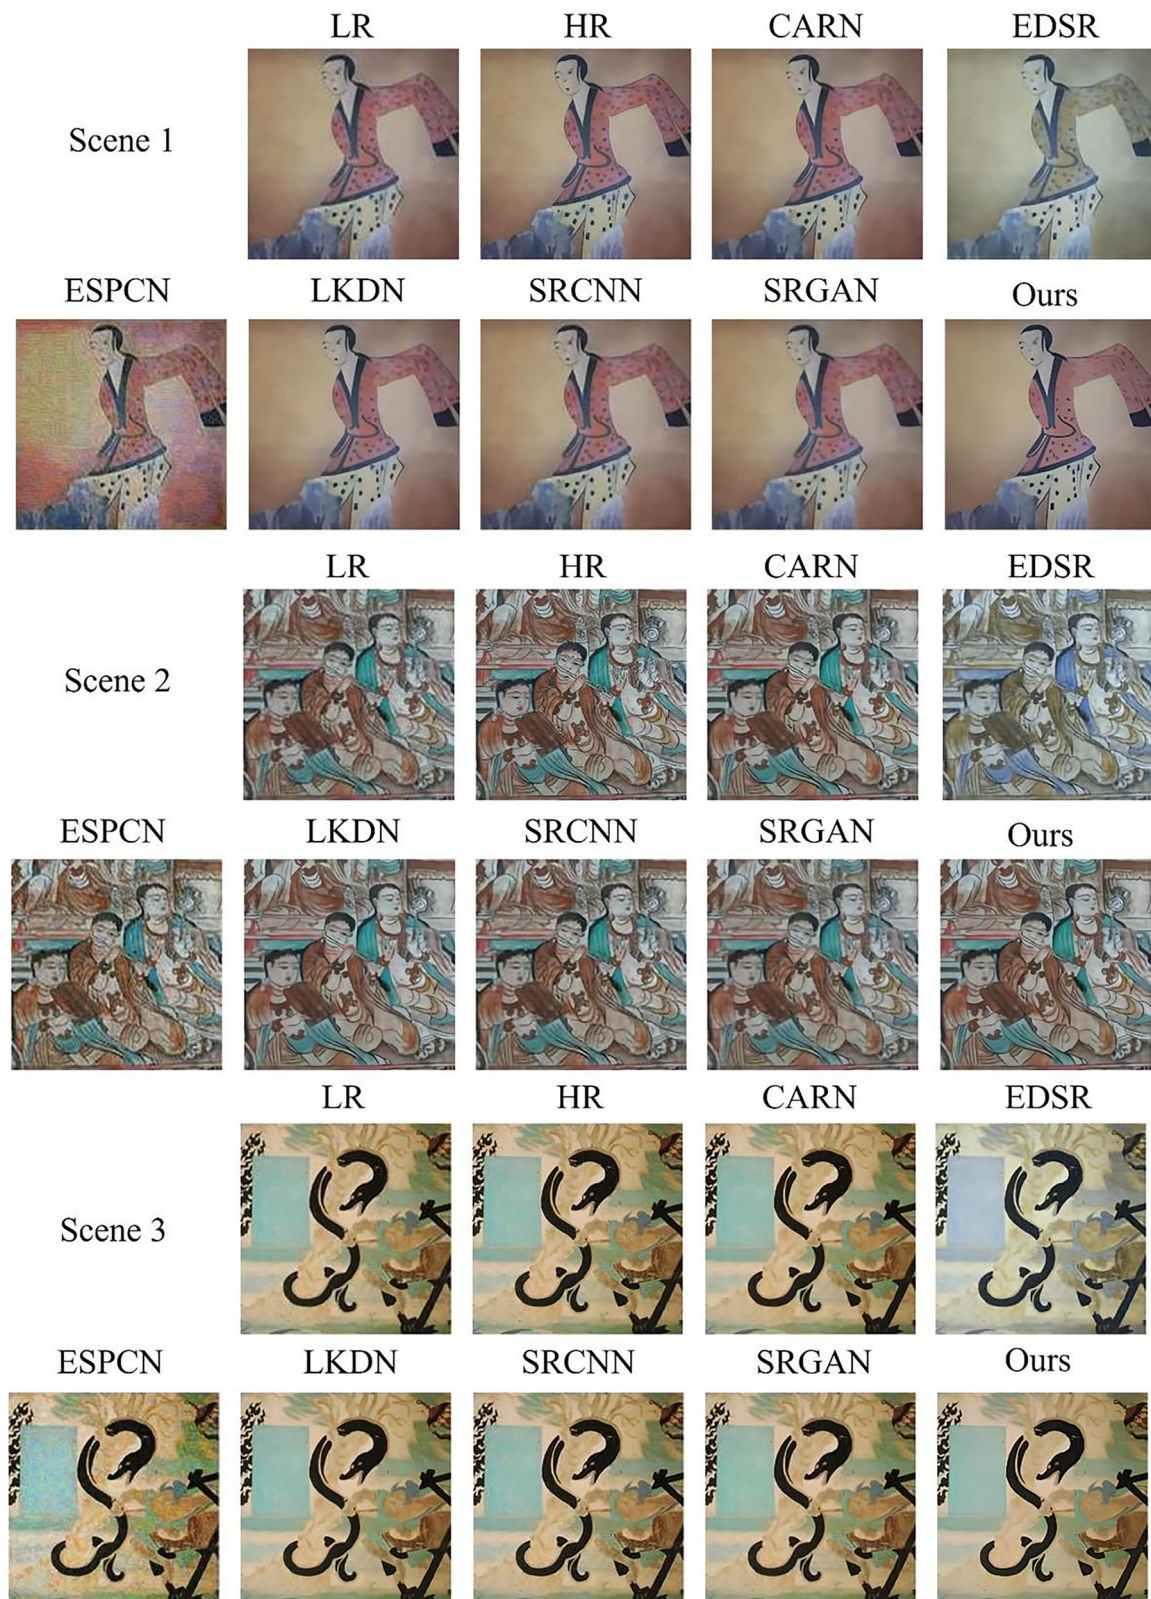 LR HR CARN EDSR
Scene 1
ESPCN LKDN SRCNN SRGAN Ours
LR HR CARN EDSR
Scene 2
ESPCN LKDN SRCNN SRGAN Ours
LR HR CARN EDSR
Scene 3
ESPCN LKDN SRCNN SRGAN Ours